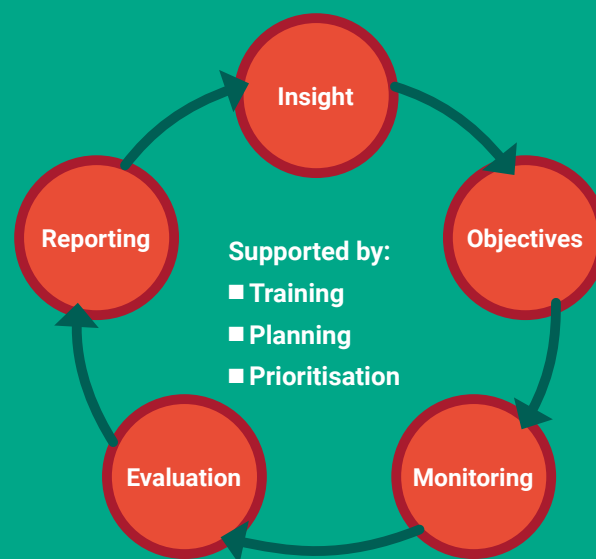 Insight
Objectives
Monitoring
Evaluation
Reporting
Supported by:
■ Training
■ Planning
■ Prioritisation